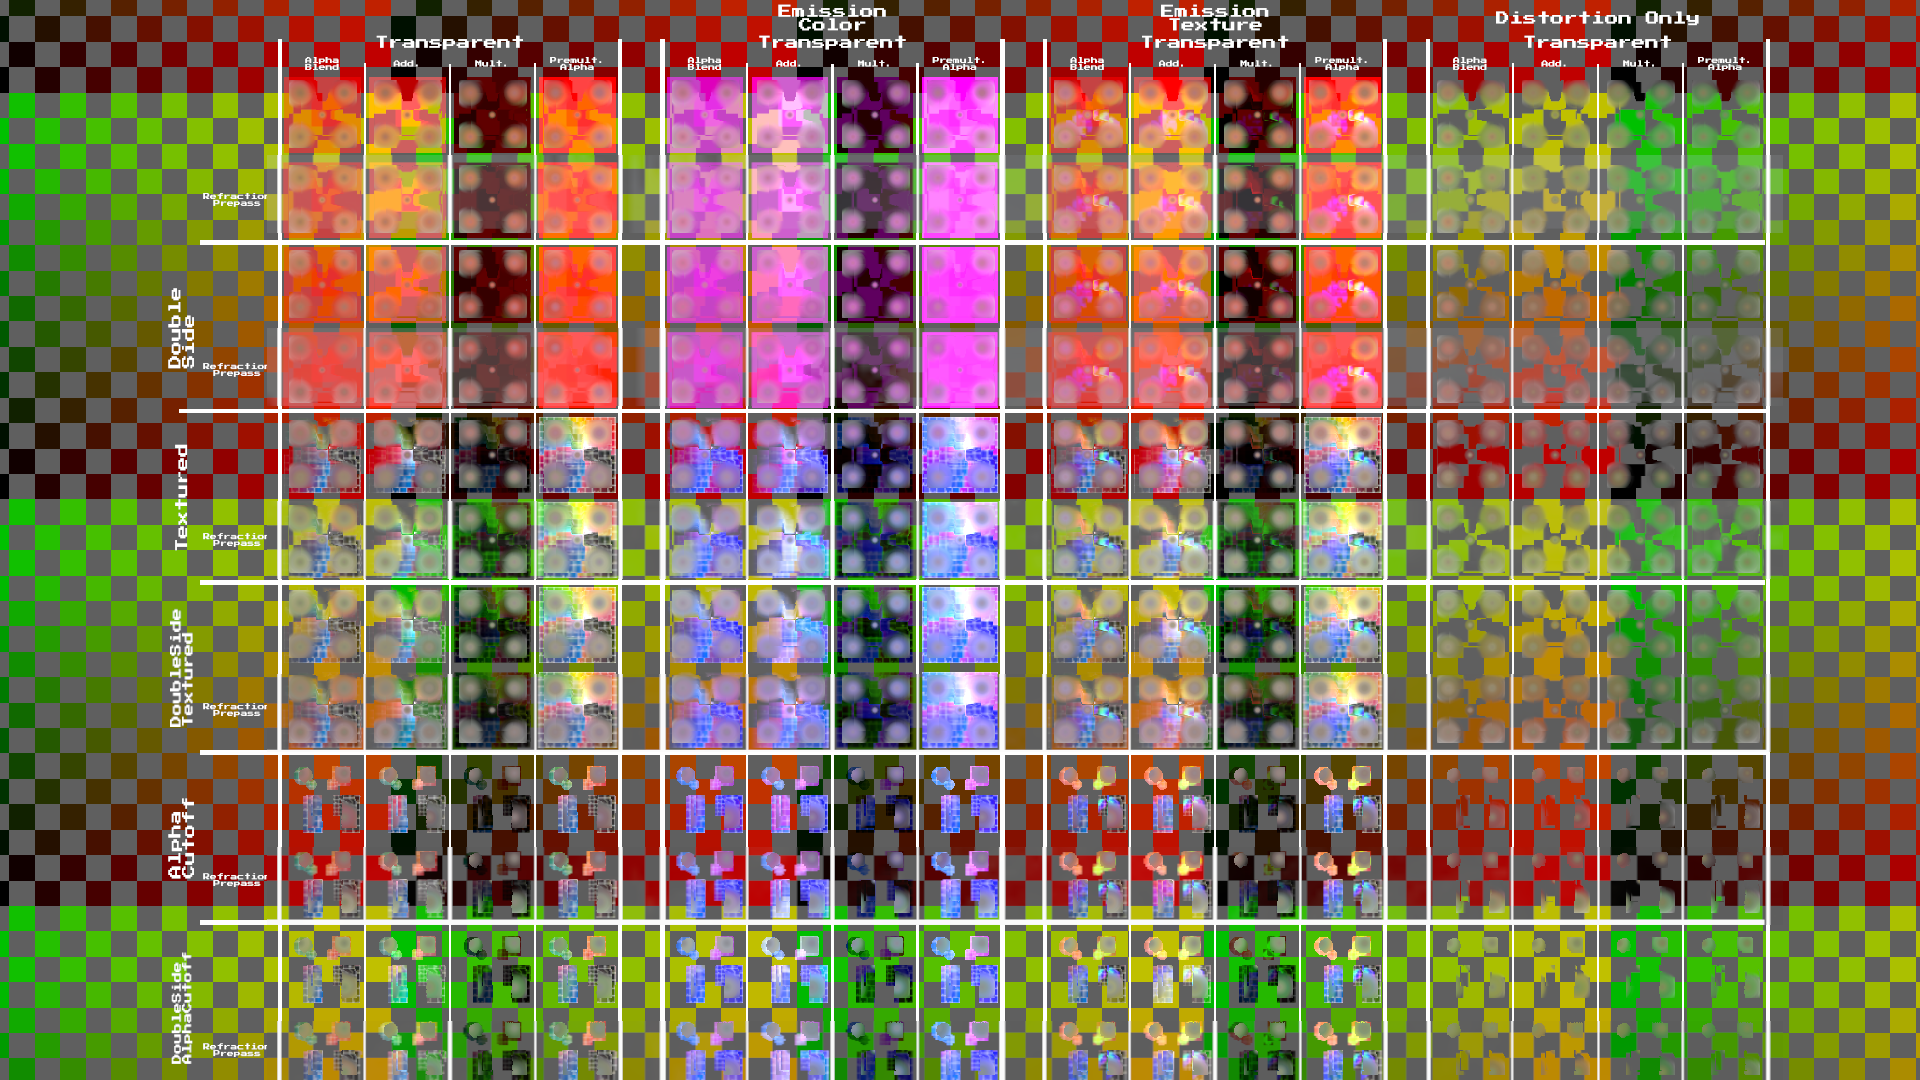 Emission
Color
Emission
Texture
Distortion Only
Transparent
Transparent
Transparent
Transparent
Alpha
Blend
Add.
Mult.
Premult.
Alpha
Alpha
Blend
Add.
Mult.
Premult.
Alpha
Alpha
Blend
Add.
Mult.
Premult.
Alpha
Alpha
Blend
Add.
Mult.
Premult.
Alpha
Refraction
Prepass
Double
Side
Refraction
Prepass
Textured
Refraction
Prepass
DoubleSide
Textured
Refraction
Prepass
Alpha
Cutoff
Refraction
Prepass
DoubleSide
AlphaCutoff
Refraction
Prepass